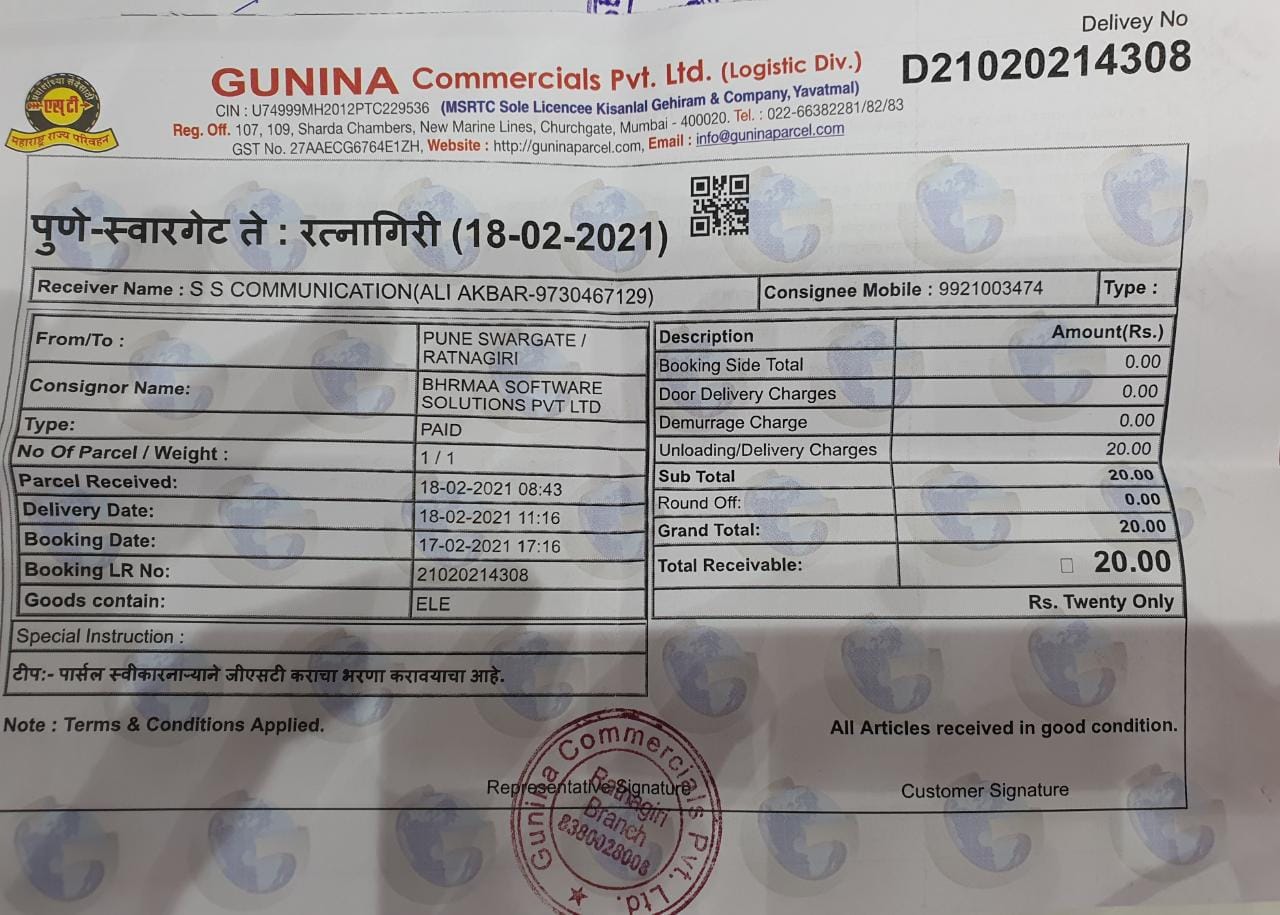 Delivey No
D21020214308
GUNINA Commercials Pvt. Ltd. (Logistic Div.)
CIN : U74999MH2012PTC229536 (MSRTC Sole Licencee Kisanlal Gehiram & Company, Yavatmal)
Reg. Off. 107, 109, Sharda Chambers, New Marine Lines, Churchgate, Mumbai - 400020. Tel. : 022-66382281/82/83
GST No. 27AAECG6764E1ZH, Website : http://guninaparcel.com, Email : info@guninaparcel.com
एस टी
महाराष्ट्र राज्य परिवहन
पुणे-स्वारगेट ते : रत्नागिरी (18-02-2021)
Receiver Name : S S COMMUNICATION(ALI AKBAR-9730467129) Consignee Mobile : 9921003474 Type :
From/To : PUNE SWARGATE /
RATNAGIRI
Consignor Name: BHRMAA SOFTWARE
SOLUTIONS PVT LTD
Type: PAID
No Of Parcel / Weight : 1 / 1
Parcel Received: 18-02-2021 08:43
Delivery Date: 18-02-2021 11:16
Booking Date: 17-02-2021 17:16
Booking LR No: 21020214308
Goods contain: ELE
Special Instruction :
टीप:- पार्सल स्वीकारनाऱ्याने जीएसटी कराचा भरणा करावयाचा आहे.
Description Amount(Rs.)
Booking Side Total 0.00
Door Delivery Charges 0.00
Demurrage Charge 0.00
Unloading/Delivery Charges 20.00
Sub Total 20.00
Round Off: 0.00
Grand Total: 20.00
Total Receivable: 20.00
Rs. Twenty Only
Note : Terms & Conditions Applied.
All Articles received in good condition.
Representative Signature
Customer Signature
Gunina Commercials Pvt. Ltd.
Ratnagiri
Branch
8380028008